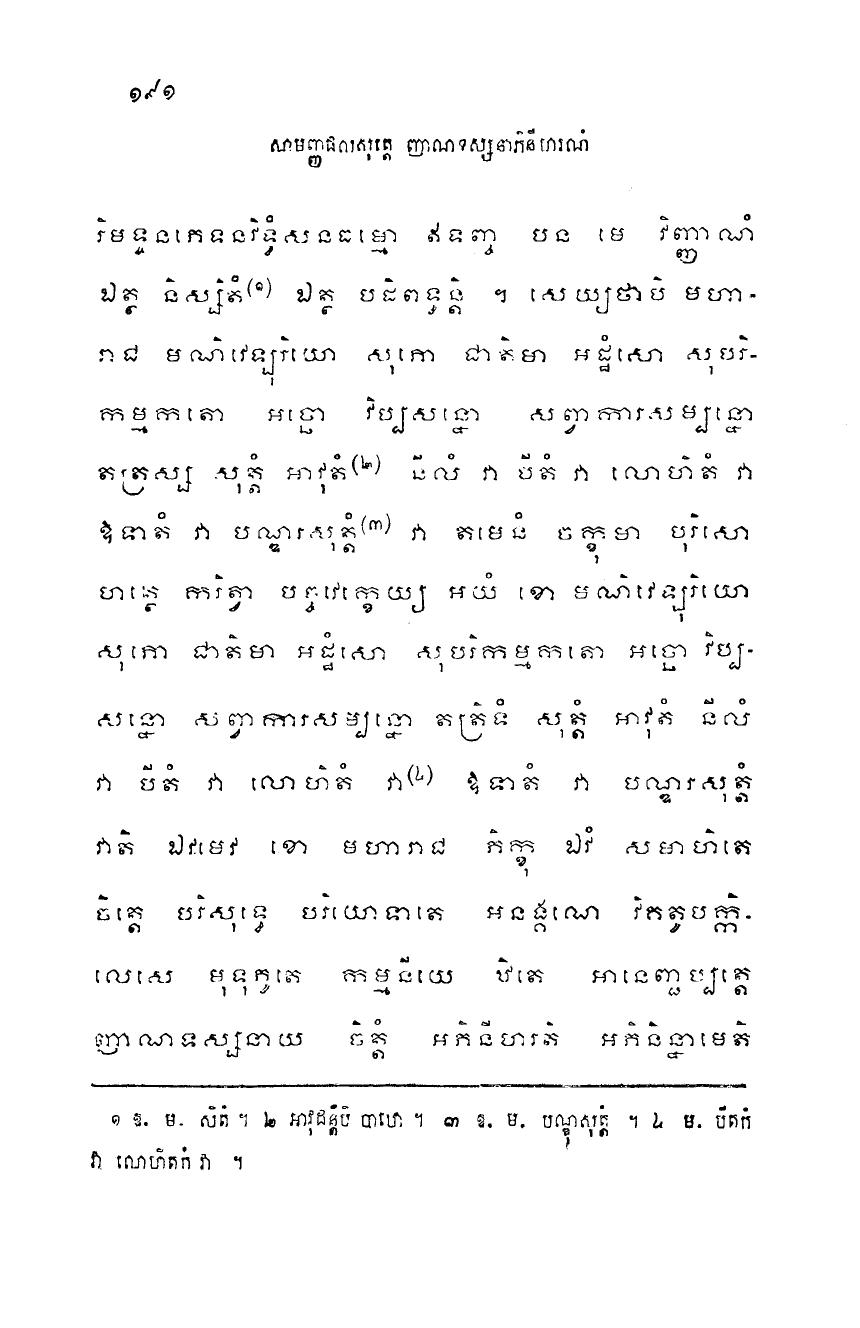 ១៩១
សាមញ្ញផលសុត្តេ ញាណទស្សនាភិនីហរណំ
រិមទ្ទនភេទនវិទ្ធំសនធម្មោ ឥទញ្ច បន មេ វិញ្ញាណំ
ឯត្ថ និស្សិតំ(១) ឯត្ថ បដិពទ្ធន្តិ ។ សេយ្យថាបិ មហា-
រាជ មណិវេឡុរិយោ សុភោ ជាតិមា អដ្ឋំសោ សុបរិ-
កម្មកតោ អច្ឆោ វិប្បសន្នោ សព្វាការសម្បន្នោ
តត្រស្ស សុត្តំ អាវុតំ(២) នីលំ វា បីតំ វា លោហិតំ វា
ឱទាតំ វា បណ្ឌរសុត្តំ(៣) វា តមេនំ ចក្ខុមា បុរិសោ
ហត្ថេ ករិត្វា បច្ចវេក្ខេយ្យ អយំ ខោ មណិវេឡុរិយោ
សុភោ ជាតិមា អដ្ឋំសោ សុបរិកម្មកតោ អច្ឆោ វិប្ប-
សន្នោ សព្វាការសម្បន្នោ តត្រិទំ សុត្តំ អាវុតំ នីលំ
វា បីតំ វា លោហិតំ វា(៤) ឱទាតំ វា បណ្ឌរសុត្តំ
វាតិ ឯវមេវ ខោ មហារាជ ភិក្ខុ ឯវំ សមាហិតេ
ចិត្តេ បរិសុទ្ធេ បរិយោទាតេ អនង្គណេ វិគតូបក្កិ-
លេសេ មុទុភូតេ កម្មនីយេ ឋិតេ អានេញ្ជប្បត្តេ
ញាណទស្សនាយ ចិត្តំ អភិនីហរតិ អភិនិន្នាមេតិ
១ ឱ. ម. សិតំ ។ ២ អាវុដន្តីបិ បាឋោ ។ ៣ ឱ. ម. បណ្ឌុសុត្តំ ។ ៤ ម. បីតកំ
វា លោហិតកំ វា ។